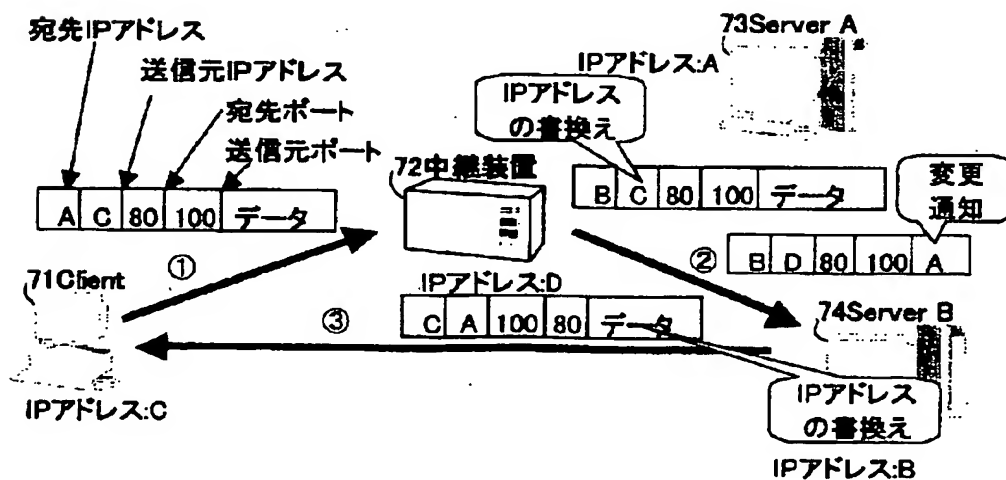 宛先IPアドレス
送信元IPアドレス
宛先ポート
送信元ポート
A C 80 100 データ
①
71Client
IPアドレス:C
72中継装置
IPアドレス:D
73Server A
IPアドレス:A
IPアドレス
の書換え
B C 80 100 データ
変更
通知
② B D 80 100 A
③ C A 100 80 データ
74Server B
IPアドレス
の書換え
IPアドレス:B